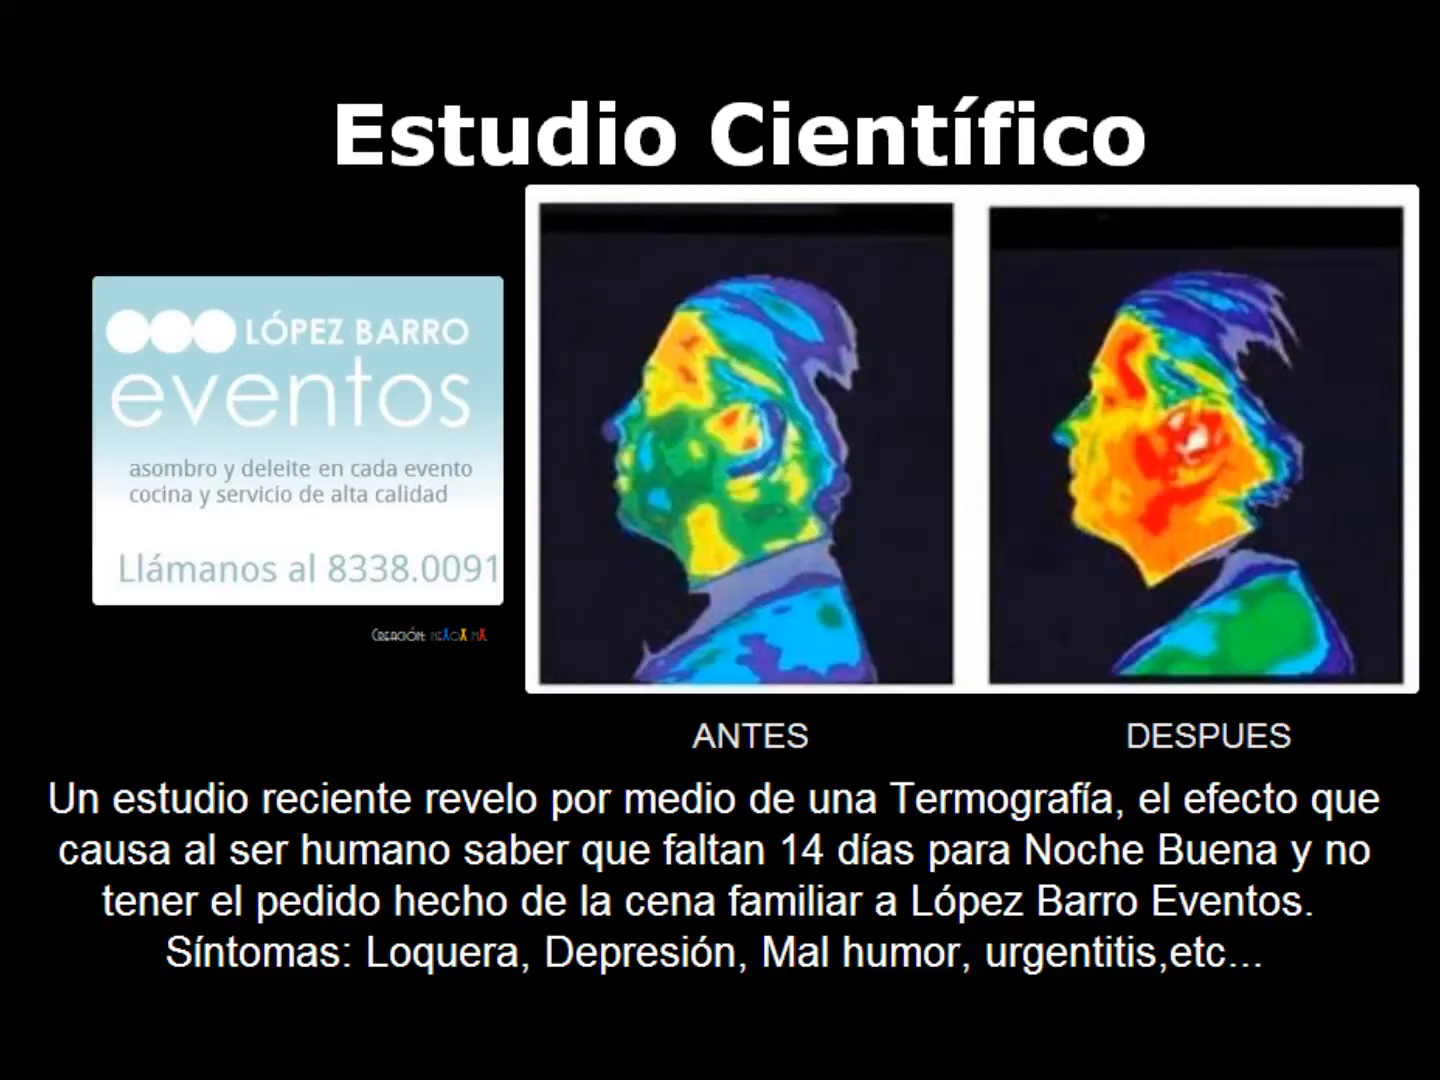 Estudio Científico
LÓPEZ BARRO
eventos
asombro y deleite en cada evento
cocina y servicio de alta calidad
Llámanos al 8338.0091
Creación: nexox mx
ANTES
DESPUES
Un estudio reciente revelo por medio de una Termografía, el efecto que
causa al ser humano saber que faltan 14 días para Noche Buena y no
tener el pedido hecho de la cena familiar a López Barro Eventos.
Síntomas: Loquera, Depresión, Mal humor, urgentitis,etc...